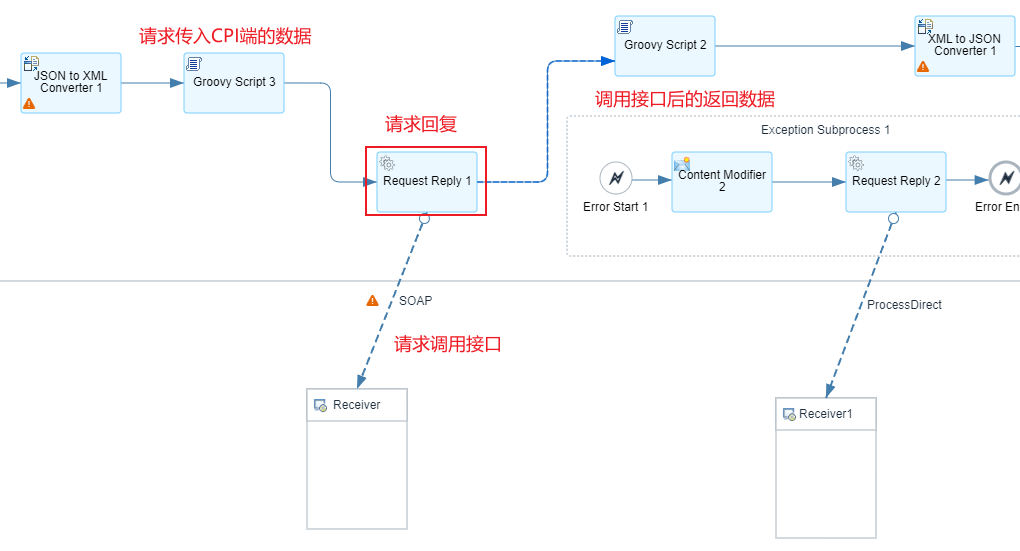 请求传入CPI端的数据
JSON to XML
Converter 1
Groovy Script 3
Groovy Script 2
XML to JSON
Converter 1
请求回复
Request Reply 1
调用接口后的返回数据
Exception Subprocess 1
Error Start 1
Content Modifier
2
Request Reply 2
Error En
SOAP
ProcessDirect
请求调用接口
Receiver
Receiver1